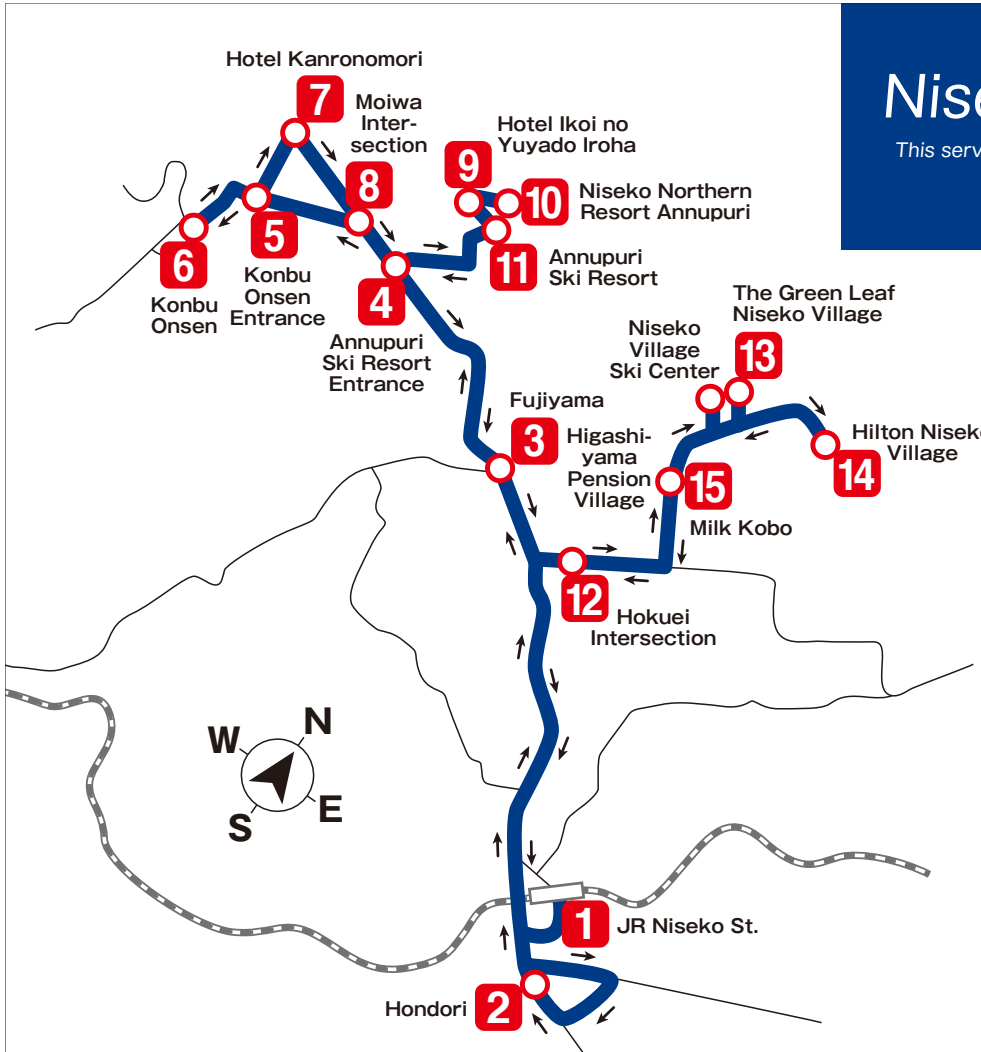 Nise
This serv
Hotel Kanronomori
7
Moiwa
Inter-
section
8
Hotel Ikoi no
Yuyado Iroha
9
10
Niseko Northern
Resort Annupuri
11
Annupuri
Ski Resort
6
Konbu
Onsen
5
Konbu
Onsen
Entrance
4
Annupuri
Ski Resort
Entrance
The Green Leaf
Niseko Village
13
Niseko
Village
Ski Center
Hilton Niseko
Village
14
Fujiyama
3
Higashi-
yama
Pension
Village
15
Milk Kobo
12
Hokuei
Intersection
N
W
E
S
1
JR Niseko St.
Hondori
2